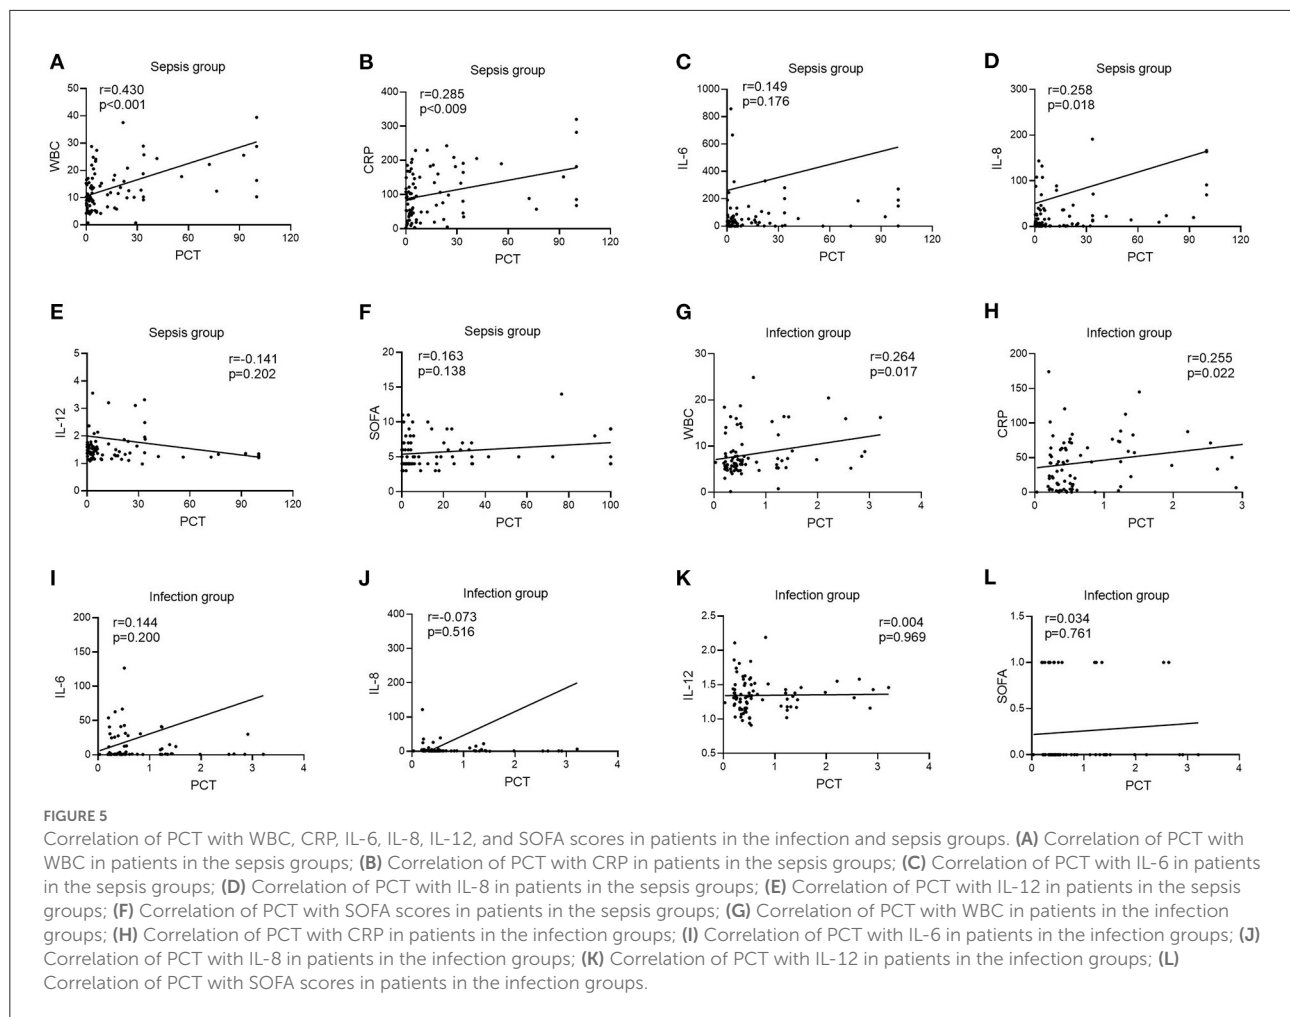 A
Sepsis group
r=0.430
p<0.001
50
40
30
20
10
0
WBC
0 30 60 90 120
PCT
B
Sepsis group
r=0.285
p<0.009
400
300
200
100
0
CRP
0 30 60 90 120
PCT
C
Sepsis group
r=0.149
p=0.176
1000
800
600
400
200
0
IL-6
0 30 60 90 120
PCT
D
Sepsis group
r=0.258
p=0.018
300
200
100
0
IL-8
0 30 60 90 120
PCT
E
Sepsis group
r=-0.141
p=0.202
5
4
3
2
1
0
IL-12
0 30 60 90 120
PCT
F
Sepsis group
r=0.163
p=0.138
20
15
10
5
0
SOFA
0 20 40 60 80 100
PCT
G
Infection group
r=0.264
p=0.017
30
20
10
0
WBC
0 1 2 3 4
PCT
H
Infection group
r=0.255
p=0.022
200
150
100
50
0
CRP
0 1 2 3
PCT
I
Infection group
r=0.144
p=0.200
200
150
100
50
0
IL-6
0 1 2 3 4
PCT
J
Infection group
r=-0.073
p=0.516
400
300
200
100
0
IL-8
0 1 2 3 4
PCT
K
Infection group
r=0.004
p=0.969
2.5
2.0
1.5
1.0
0.5
IL-12
0 1 2 3 4
PCT
L
Infection group
r=0.034
p=0.761
1.5
1.0
0.5
0.0
SOFA
0 1 2 3 4
PCT
FIGURE 5
Correlation of PCT with WBC, CRP, IL-6, IL-8, IL-12, and SOFA scores in patients in the infection and sepsis groups. (A) Correlation of PCT with
WBC in patients in the sepsis groups; (B) Correlation of PCT with CRP in patients in the sepsis groups; (C) Correlation of PCT with IL-6 in patients
in the sepsis groups; (D) Correlation of PCT with IL-8 in patients in the sepsis groups; (E) Correlation of PCT with IL-12 in patients in the sepsis
groups; (F) Correlation of PCT with SOFA scores in patients in the sepsis groups; (G) Correlation of PCT with WBC in patients in the infection
groups; (H) Correlation of PCT with CRP in patients in the infection groups; (I) Correlation of PCT with IL-6 in patients in the infection groups; (J)
Correlation of PCT with IL-8 in patients in the infection groups; (K) Correlation of PCT with IL-12 in patients in the infection groups; (L)
Correlation of PCT with SOFA scores in patients in the infection groups.